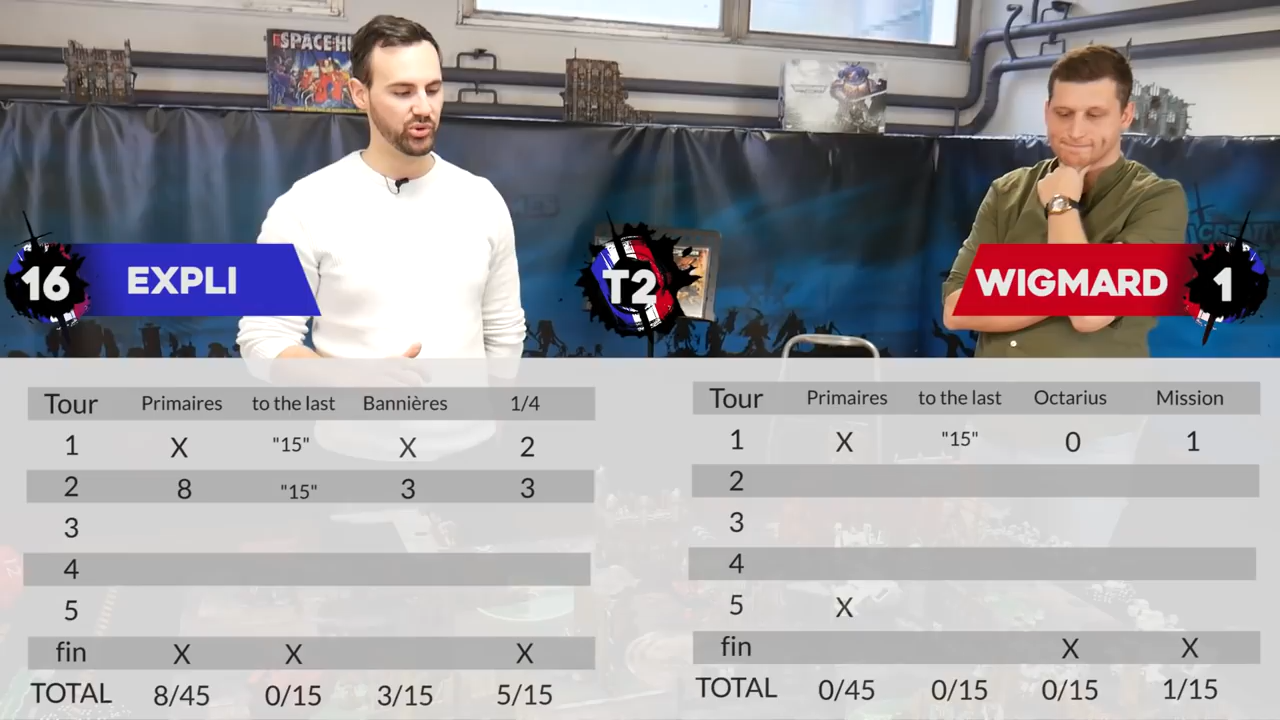 SPACE HU
16 EXPLI
T2
WIGMARD 1
Tour Primaires to the last Bannières 1/4
1 X "15" X 2
2 8 "15" 3 3
3
4
5
fin X X X
TOTAL 8/45 0/15 3/15 5/15
Tour Primaires to the last Octarius Mission
1 X "15" 0 1
2
3
4
5 X
fin X X
TOTAL 0/45 0/15 0/15 1/15